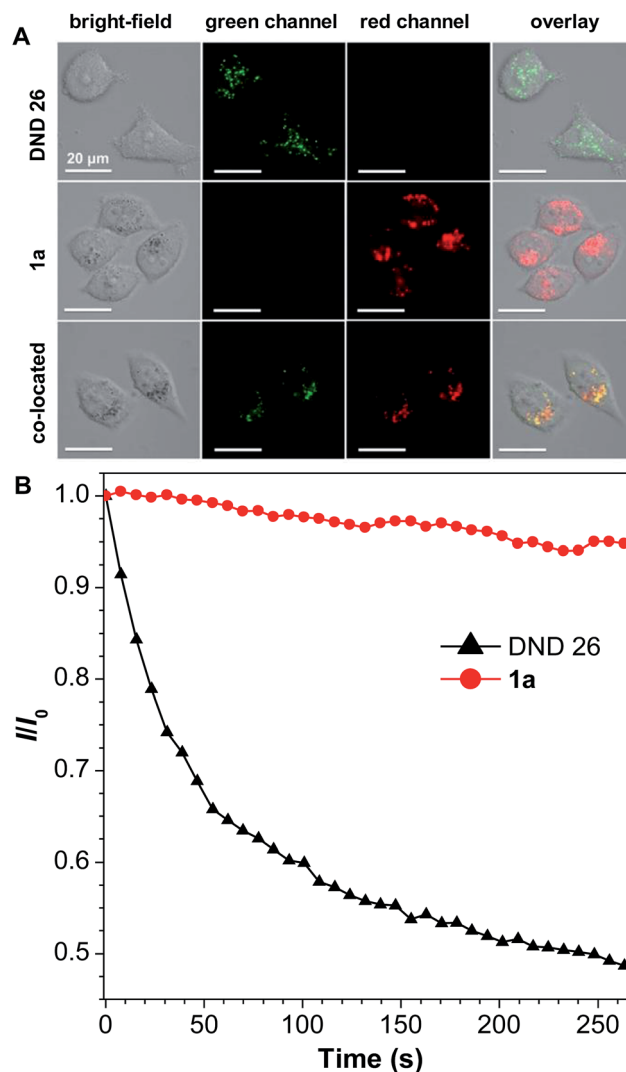 A
bright-field green channel red channel overlay
DND 26
20 µm
1a
co-located
B
1.0
0.9
0.8
0.7
0.6
0.5
I/I0
DND 26
1a
0 50 100 150 200 250
Time (s)